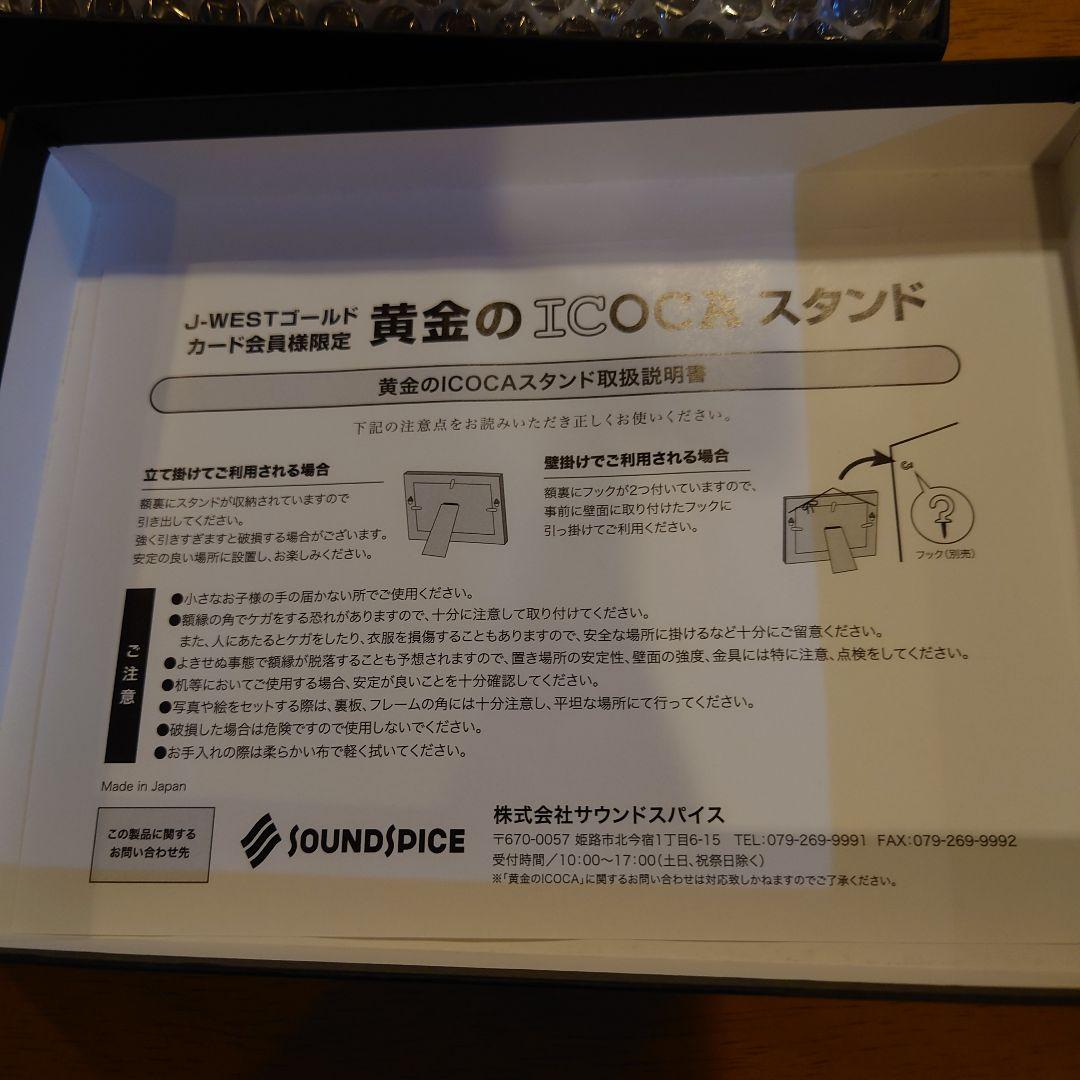 J-WESTゴールド
カード会員様限定
黄金のICOCAスタンド
黄金のICOCAスタンド取扱説明書
下記の注意点をお読みいただき正しくお使いください。
立て掛けてご利用される場合
額裏にスタンドが収納されていますので
引き出してください。
強く引きすぎますと破損する場合がございます。
安定の良い場所に設置し、お楽しみください。
壁掛けでご利用される場合
額裏にフックが2つ付いていますので、
事前に壁面に取り付けたフックに
引っ掛けてご利用ください。
フック(別売)
ご注意
●小さなお子様の手の届かない所でご使用ください。
●額縁の角でケガをする恐れがありますので、十分に注意して取り付けてください。
また、人にあたるとケガをしたり、衣服を損傷することもありますので、安全な場所に掛けるなど十分にご留意ください。
●よきせぬ事態で額縁が脱落することも予想されますので、置き場所の安定性、壁面の強度、金具には特に注意、点検をしてください。
●机等においてご使用する場合、安定が良いことを十分確認してください。
●写真や絵をセットする際は、裏板、フレームの角には十分注意し、平坦な場所にて行ってください。
●破損した場合は危険ですので使用しないでください。
●お手入れの際は柔らかい布で軽く拭いてください。
Made in Japan
この製品に関する
お問い合わせ先
SOUNDSPICE
株式会社サウンドスパイス
〒670-0057 姫路市北今宿1丁目6-15 TEL:079-269-9991 FAX:079-269-9992
受付時間/10:00〜17:00(土日、祝祭日除く)
※「黄金のICOCA」に関するお問い合わせは対応致しかねますのでご了承ください。